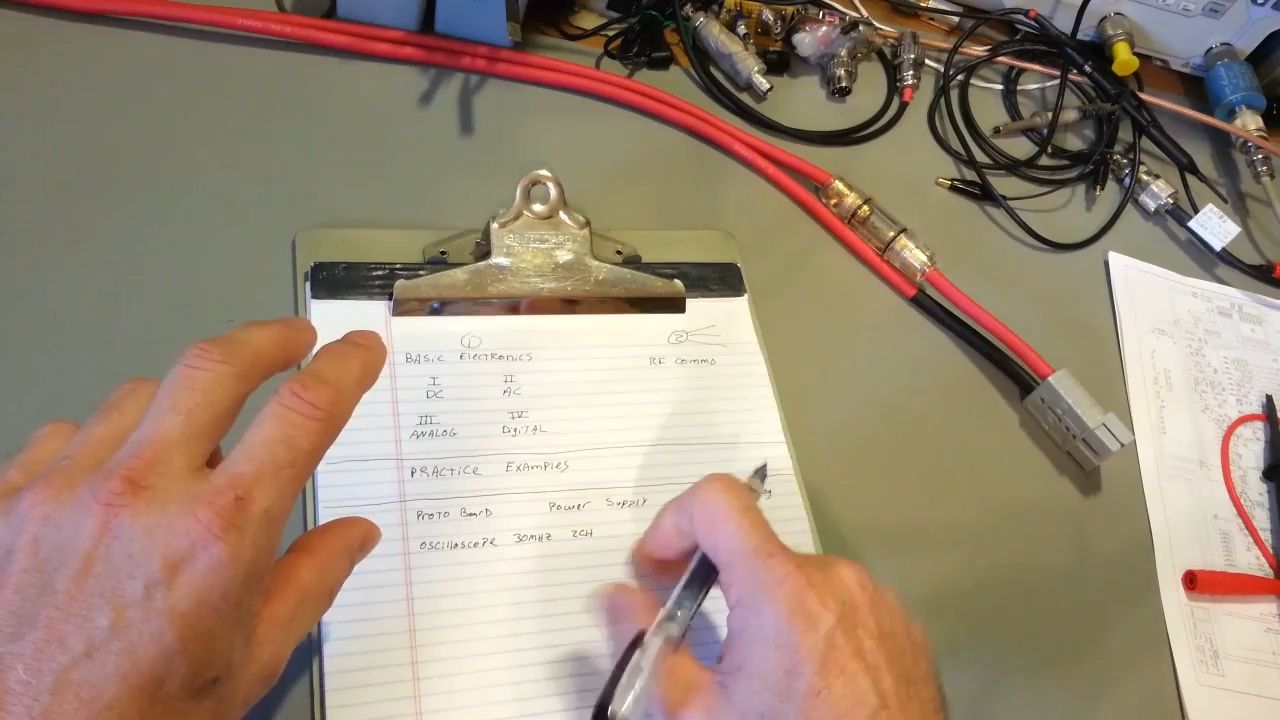 ① ②
BASIC ELECTRONICS RF COMMO
I II
DC AC
III IV
ANALOG DIGITAL
PRACTICE EXAMPLES
PROTO BOARD POWER SUPPLY
OSCILLOSCOPE 30MHZ 2CH